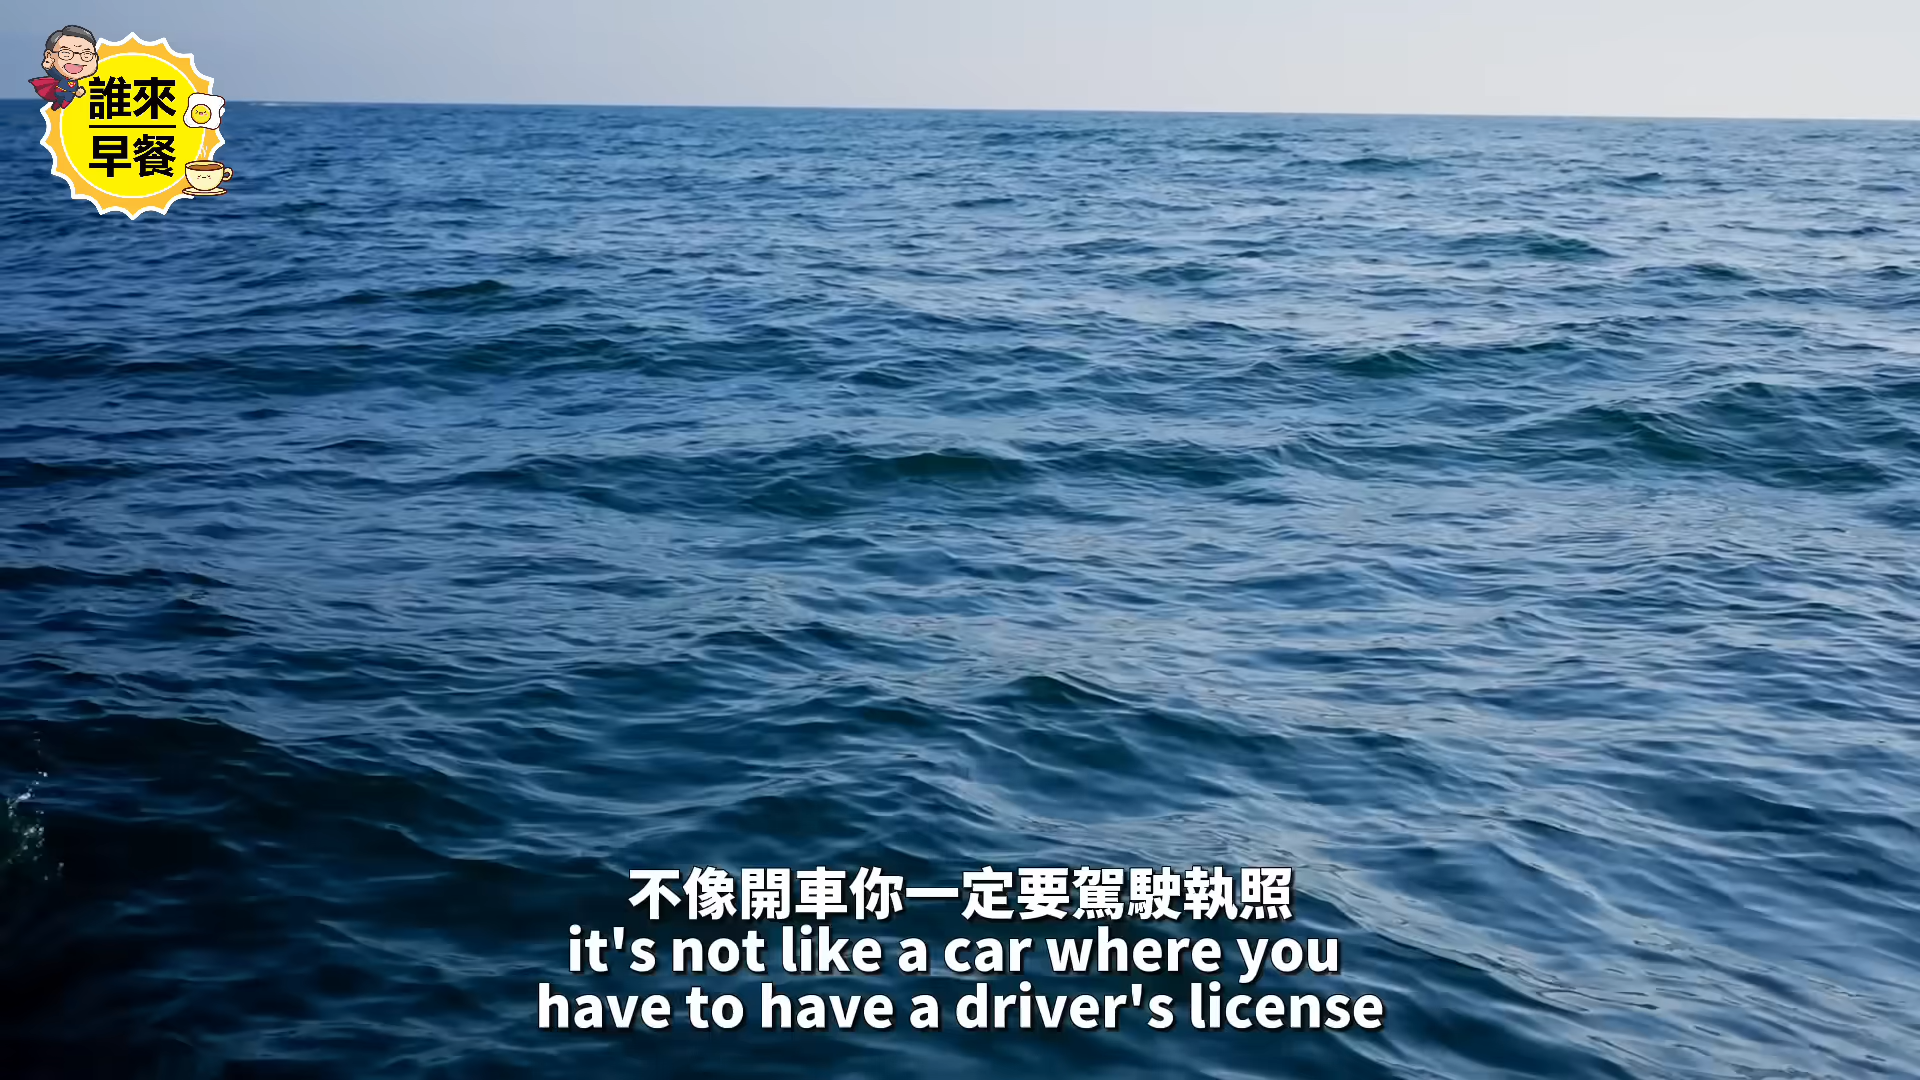 誰來
早餐
不像開車你一定要駕駛執照
it's not like a car where you
have to have a driver's license